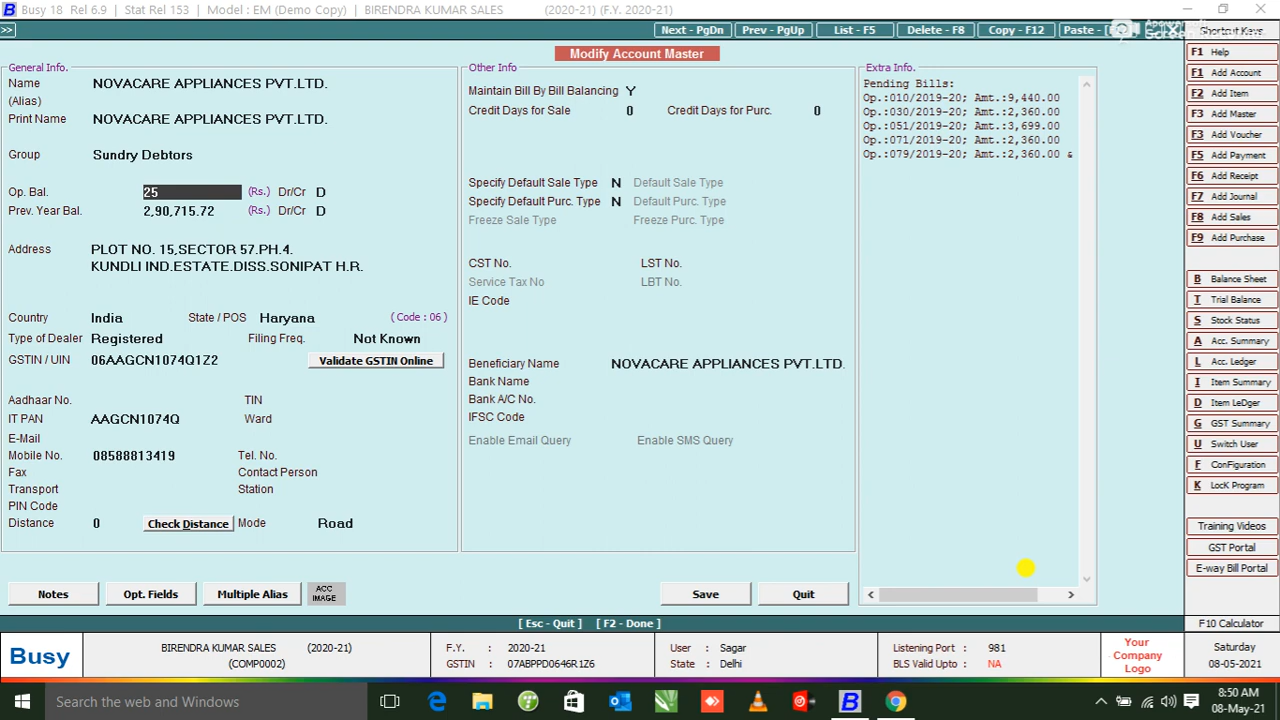 Busy 18 Rel 6.9 | Stat Rel 153 | Model : EM (Demo Copy) | BIRENDRA KUMAR SALES (2020-21) (F.Y. 2020-21)
>> Next - PgDn Prev - PgUp List - F5 Delete - F8 Copy - F12 Paste -
Modify Account Master
General Info.
Name NOVACARE APPLIANCES PVT.LTD.
(Alias)
Print Name NOVACARE APPLIANCES PVT.LTD.
Group Sundry Debtors
Op. Bal. 25 (Rs.) Dr/Cr D
Prev. Year Bal. 2,90,715.72 (Rs.) Dr/Cr D
Address PLOT NO. 15,SECTOR 57.PH.4.
KUNDLI IND.ESTATE.DISS.SONIPAT H.R.
Country India State / POS Haryana ( Code : 06 )
Type of Dealer Registered Filing Freq. Not Known
GSTIN / UIN 06AAGCN1074Q1Z2 Validate GSTIN Online
Aadhaar No. TIN
IT PAN AAGCN1074Q Ward
E-Mail
Mobile No. 08588813419 Tel. No.
Fax Contact Person
Transport Station
PIN Code
Distance 0 Check Distance Mode Road
Other Info
Maintain Bill By Bill Balancing Y
Credit Days for Sale 0 Credit Days for Purc. 0
Specify Default Sale Type N Default Sale Type
Specify Default Purc. Type N Default Purc. Type
Freeze Sale Type Freeze Purc. Type
CST No. LST No.
Service Tax No LBT No.
IE Code
Beneficiary Name NOVACARE APPLIANCES PVT.LTD.
Bank Name
Bank A/C No.
IFSC Code
Enable Email Query Enable SMS Query
Extra Info.
Pending Bills:
Op.:010/2019-20; Amt.:9,440.00
Op.:030/2019-20; Amt.:2,360.00
Op.:051/2019-20; Amt.:3,699.00
Op.:071/2019-20; Amt.:2,360.00
Op.:079/2019-20; Amt.:2,360.00 &
Notes Opt. Fields Multiple Alias ACC IMAGE Save Quit
[ Esc - Quit ] [ F2 - Done ]
Shortcut Keys
F1 Help
F1 Add Account
F2 Add Item
F3 Add Master
F3 Add Voucher
F5 Add Payment
F6 Add Receipt
F7 Add Journal
F8 Add Sales
F9 Add Purchase
B Balance Sheet
T Trial Balance
S Stock Status
A Acc. Summary
L Acc. Ledger
I Item Summary
D Item LeDger
G GST Summary
U Switch User
F ConFiguration
K LocK Program
Training Videos
GST Portal
E-way Bill Portal
F10 Calculator
Busy
BIRENDRA KUMAR SALES (2020-21)
(COMP0002)
F.Y. : 2020-21
GSTIN : 07ABPPD0646R1Z6
User : Sagar
State : Delhi
Listening Port : 981
BLS Valid Upto : NA
Your Company Logo
Saturday
08-05-2021
Search the web and Windows
8:50 AM
08-May-21